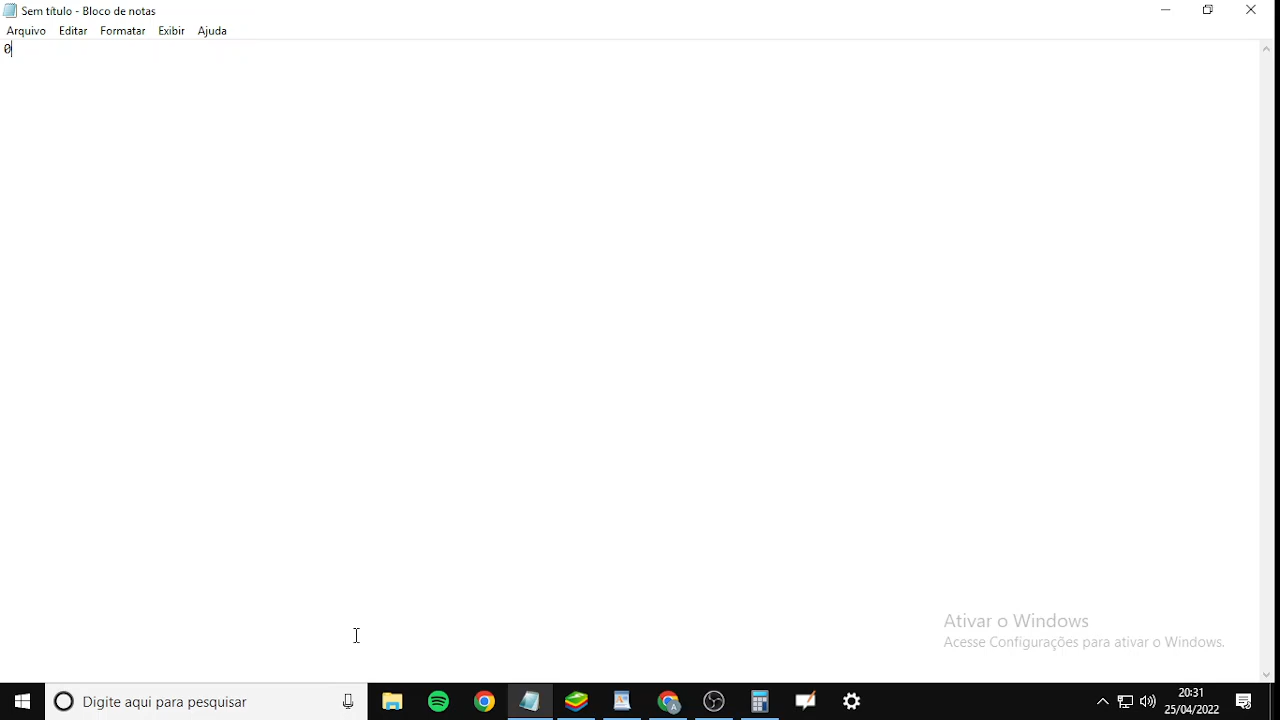 Sem título - Bloco de notas
Arquivo Editar Formatar Exibir Ajuda
0
Ativar o Windows
Acesse Configurações para ativar o Windows.
Digite aqui para pesquisar
20:31
25/04/2022